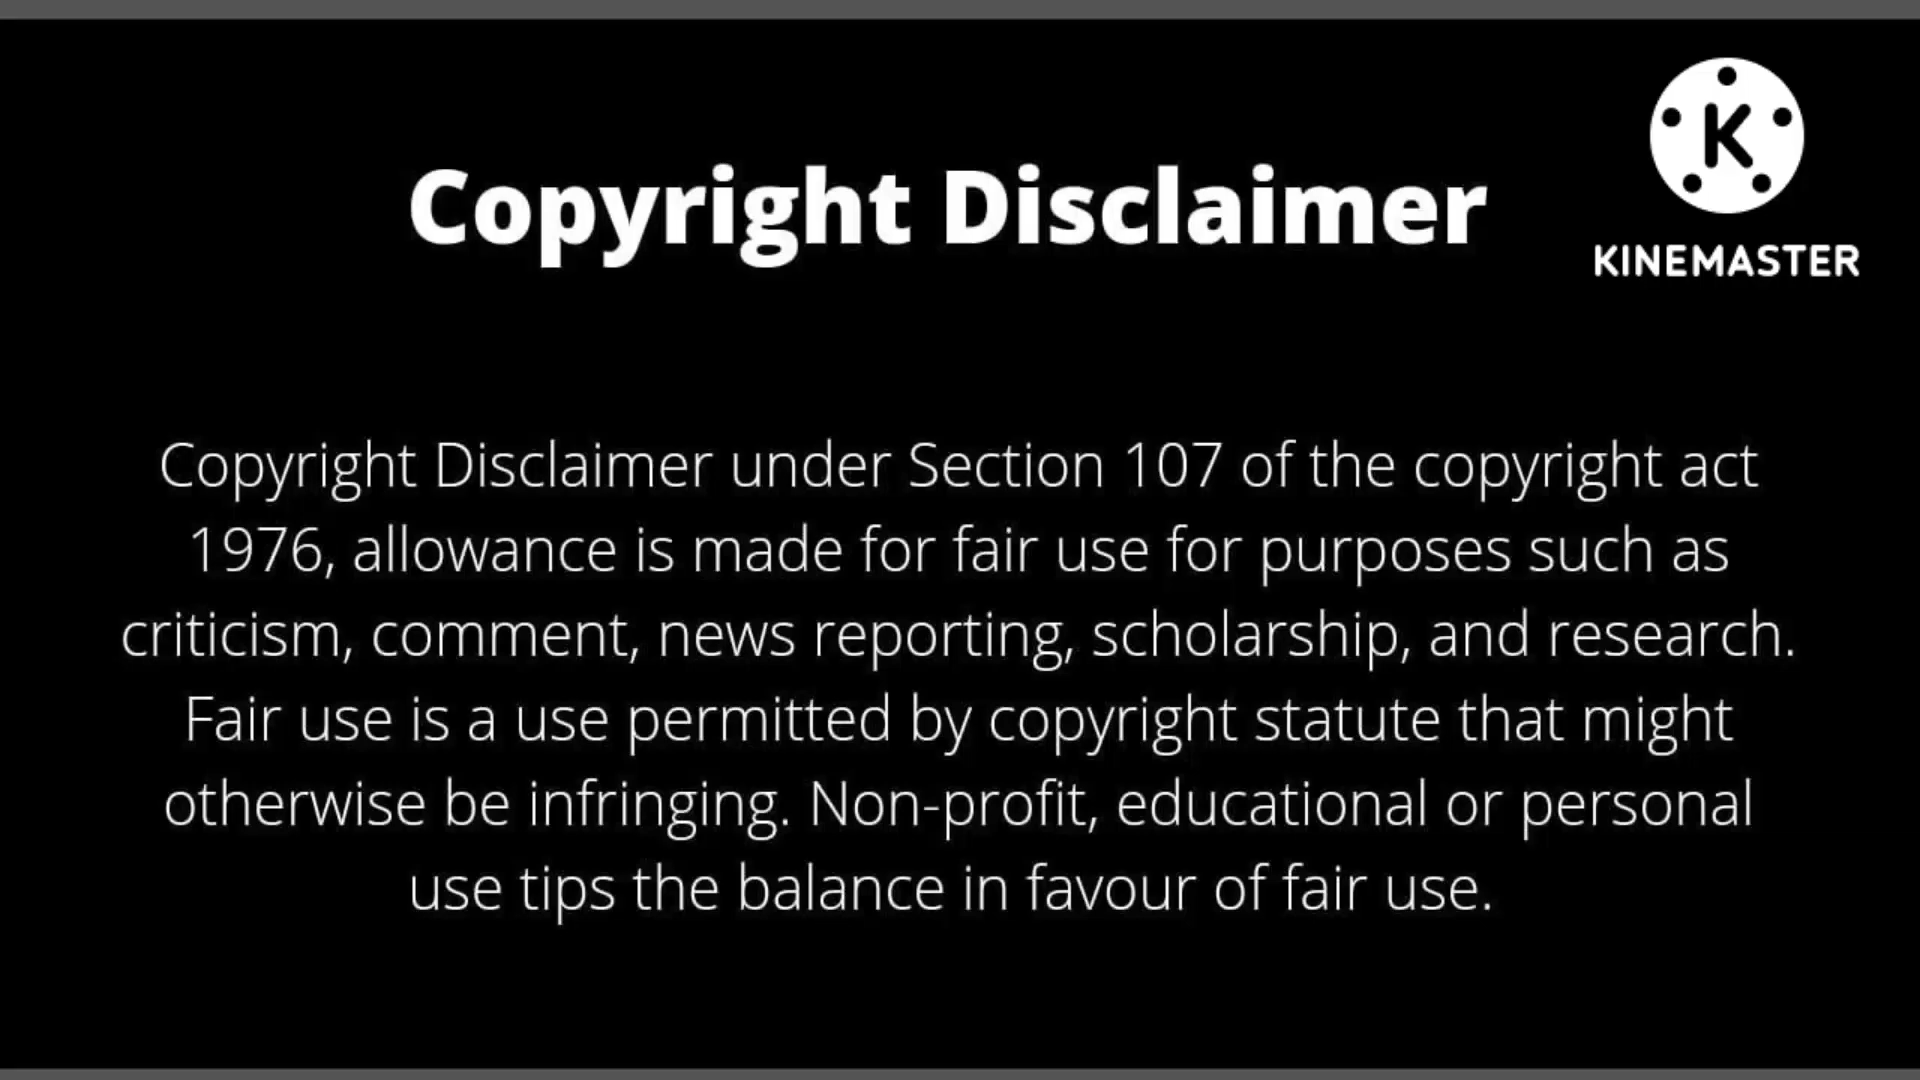 Copyright Disclaimer
K
KINEMASTER
Copyright Disclaimer under Section 107 of the copyright act
1976, allowance is made for fair use for purposes such as
criticism, comment, news reporting, scholarship, and research.
Fair use is a use permitted by copyright statute that might
otherwise be infringing. Non-profit, educational or personal
use tips the balance in favour of fair use.